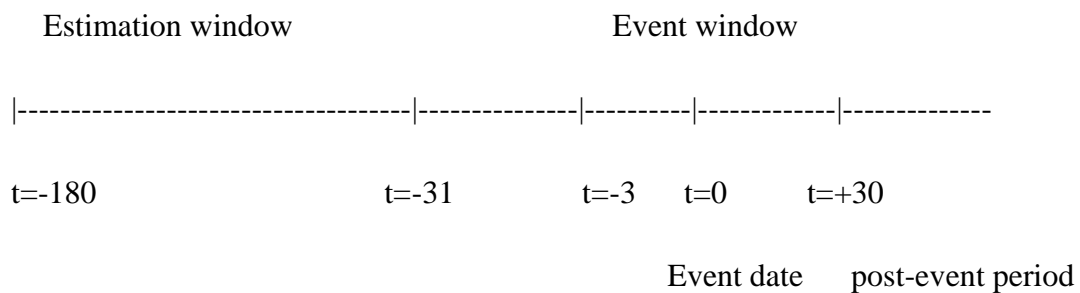 Estimation window Event window
|-------------------------------------|---------------|----------|-------------|--------------
t=-180 t=-31 t=-3 t=0 t=+30
Event date post-event period